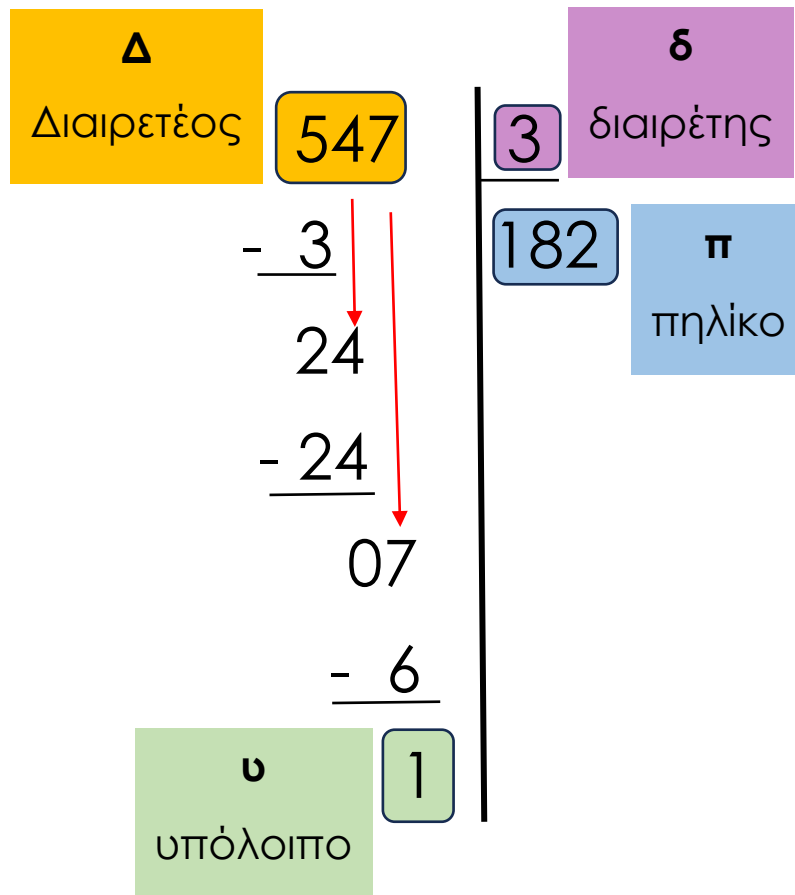 Δ
Διαιρετέος
547
3
δ
διαιρέτης
- 3
182
π
πηλίκο
24
- 24
07
- 6
υ
υπόλοιπο
1